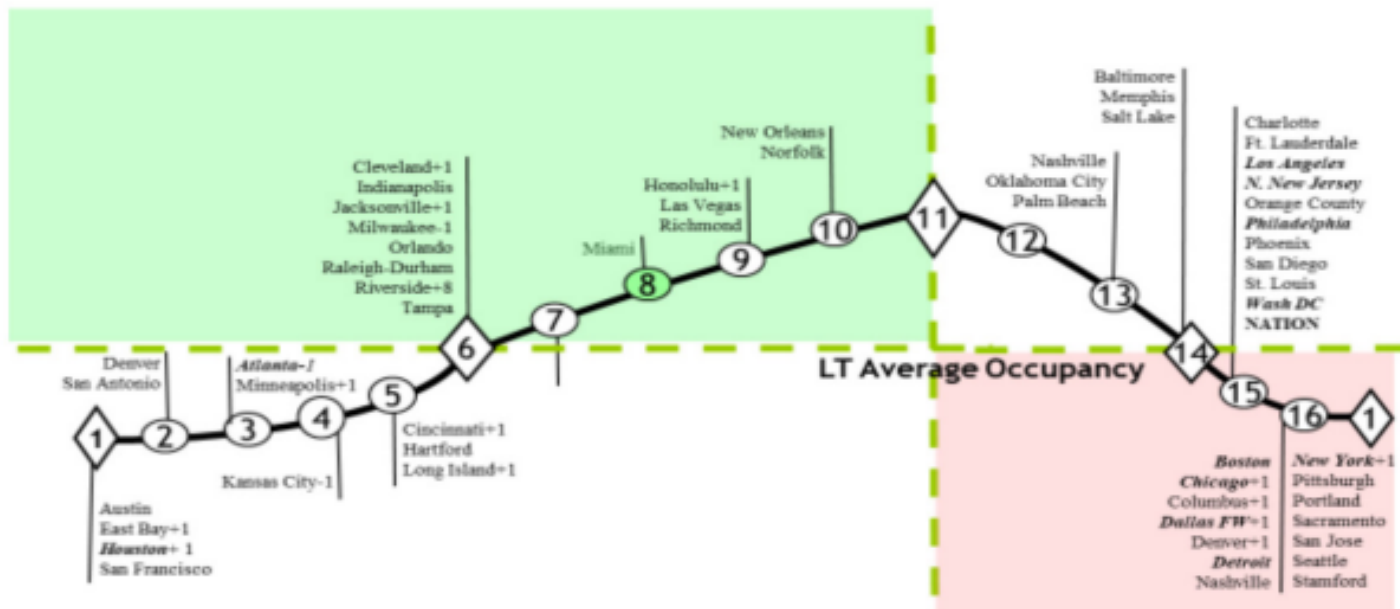 Baltimore
Memphis
Salt Lake
Charlotte
Ft. Lauderdale
Los Angeles
N. New Jersey
Orange County
Philadelphia
Phoenix
San Diego
St. Louis
Wash DC
NATION
New Orleans
Norfolk
Nashville
Oklahoma City
Palm Beach
Cleveland+1
Indianapolis
Jacksonville+1
Milwaukee-1
Orlando
Raleigh-Durham
Riverside+8
Tampa
Honolulu+1
Las Vegas
Richmond
Miami
LT Average Occupancy
Denver
San Antonio
Atlanta-1
Minneapolis+1
1
2
3
4
5
6
7
8
9
10
11
12
13
14
15
16
1
Cincinnati+1
Hartford
Long Island+1
Kansas City-1
Austin
East Bay+1
Houston+ 1
San Francisco
Boston
Chicago+1
Columbus+1
Dallas FW+1
Denver+1
Detroit
Nashville
New York+1
Pittsburgh
Portland
Sacramento
San Jose
Seattle
Stamford